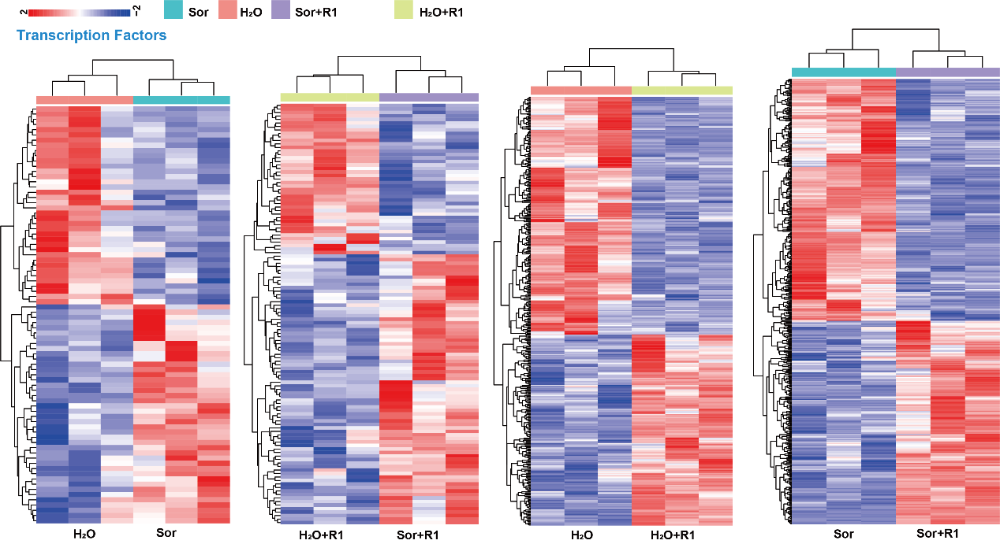 2 -2 Sor H₂O Sor+R1 H₂O+R1
Transcription Factors
H₂O Sor H₂O+R1 Sor+R1 H₂O H₂O+R1 Sor Sor+R1